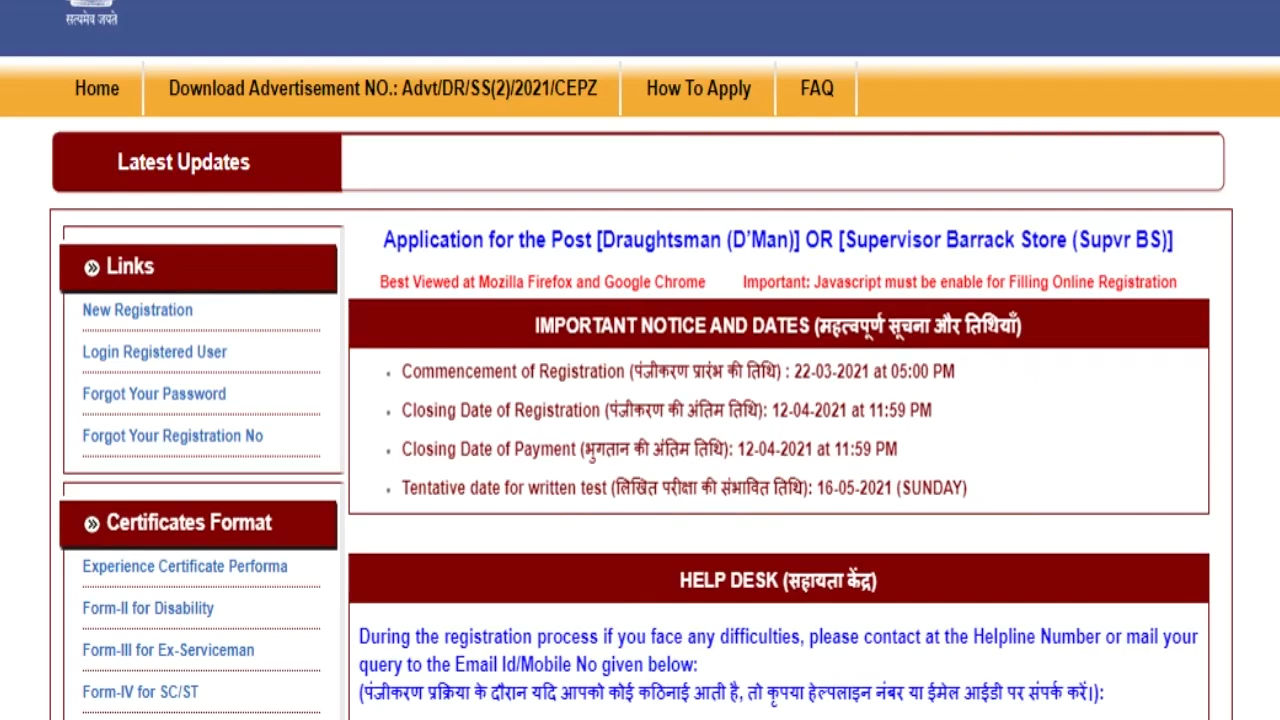 सत्यमेव जयते
Home
Download Advertisement NO.: Advt/DR/SS(2)/2021/CEPZ
How To Apply
FAQ
Latest Updates
Links
New Registration
Login Registered User
Forgot Your Password
Forgot Your Registration No
Certificates Format
Experience Certificate Performa
Form-II for Disability
Form-III for Ex-Serviceman
Form-IV for SC/ST
Application for the Post [Draughtsman (D'Man)] OR [Supervisor Barrack Store (Supvr BS)]
Best Viewed at Mozilla Firefox and Google Chrome
Important: Javascript must be enable for Filling Online Registration
IMPORTANT NOTICE AND DATES (महत्वपूर्ण सूचना और तिथियाँ)
Commencement of Registration (पंजीकरण प्रारंभ की तिथि) : 22-03-2021 at 05:00 PM
Closing Date of Registration (पंजीकरण की अंतिम तिथि): 12-04-2021 at 11:59 PM
Closing Date of Payment (भुगतान की अंतिम तिथि): 12-04-2021 at 11:59 PM
Tentative date for written test (लिखित परीक्षा की संभावित तिथि): 16-05-2021 (SUNDAY)
HELP DESK (सहायता केंद्र)
During the registration process if you face any difficulties, please contact at the Helpline Number or mail your
query to the Email Id/Mobile No given below:
(पंजीकरण प्रक्रिया के दौरान यदि आपको कोई कठिनाई आती है, तो कृपया हेल्पलाइन नंबर या ईमेल आईडी पर संपर्क करें।):